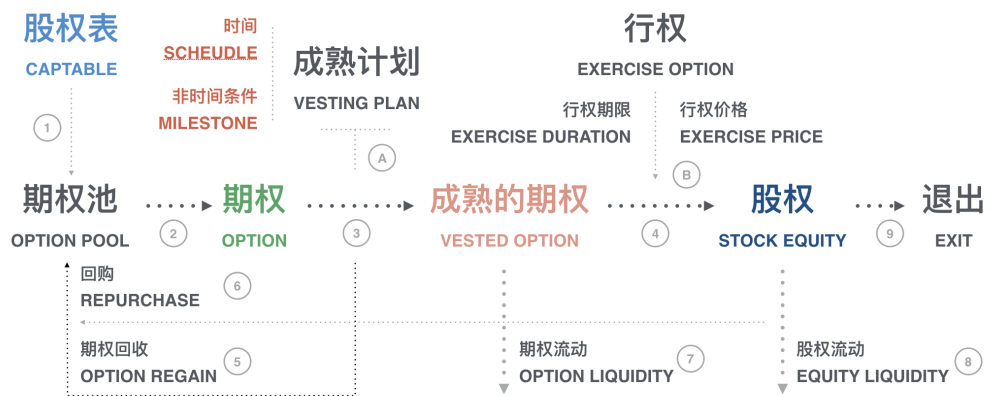 股权表
CAPTABLE
时间
SCHEUDLE
非时间条件
MILESTONE
成熟计划
VESTING PLAN
行权
EXERCISE OPTION
行权期限
EXERCISE DURATION
行权价格
EXERCISE PRICE
1
A
B
期权池
OPTION POOL
2
期权
OPTION
3
成熟的期权
VESTED OPTION
4
股权
STOCK EQUITY
9
退出
EXIT
回购
REPURCHASE
6
期权回收
OPTION REGAIN
5
期权流动
OPTION LIQUIDITY
7
股权流动
EQUITY LIQUIDITY
8